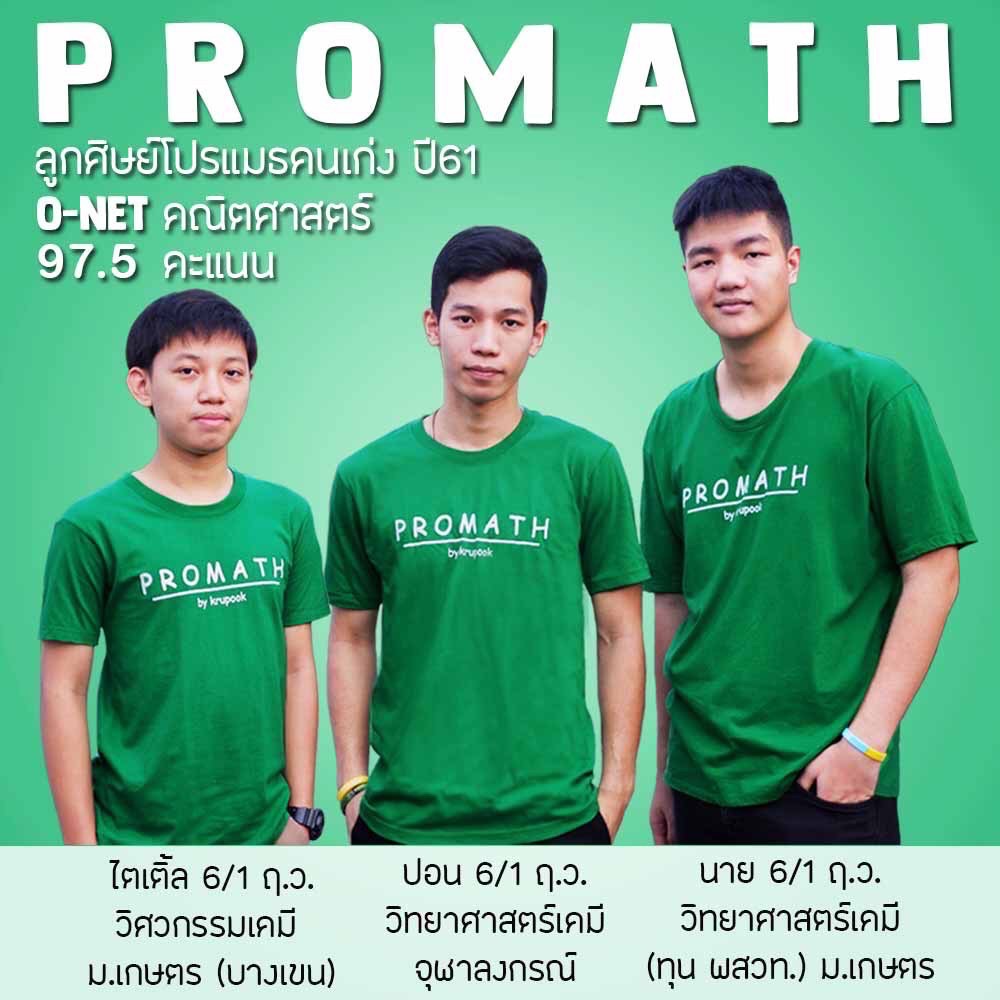 PROMATH
ลูกศิษย์โปรแมธคนเก่ง ปี61
O-NET คณิตศาสตร์
97.5 คะแนน
PROMATH
by krupook
PROMATH
by krupook
PROMATH
by krupook
ไตเติ้ล 6/1 ฤ.ว.
วิศวกรรมเคมี
ม.เกษตร (บางเขน)
ปอน 6/1 ฤ.ว.
วิทยาศาสตร์เคมี
จุฬาลงกรณ์
นาย 6/1 ฤ.ว.
วิทยาศาสตร์เคมี
(ทุน พสวท.) ม.เกษตร